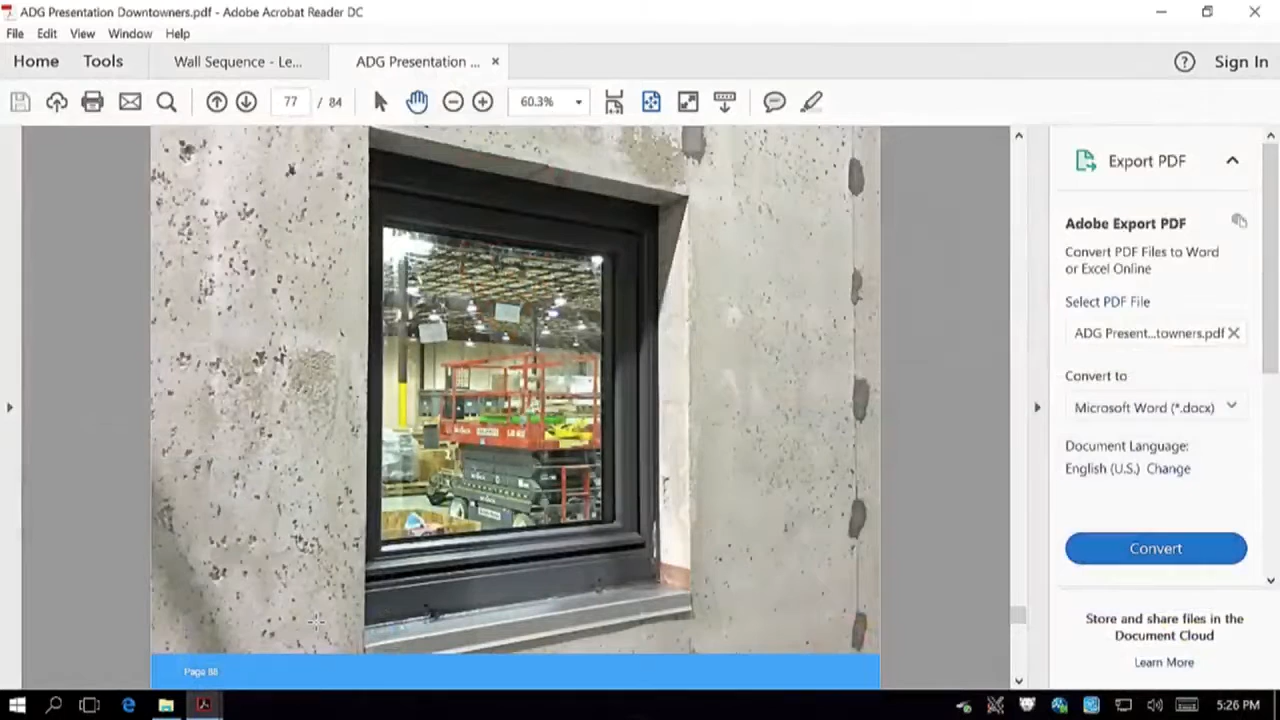 ADG Presentation Downtowners.pdf - Adobe Acrobat Reader DC
File Edit View Window Help
Home Tools Wall Sequence - Le... ADG Presentation ... Sign In
77 / 84 60.3%
Export PDF
Adobe Export PDF
Convert PDF Files to Word
or Excel Online
Select PDF File
ADG Present...towners.pdf
Convert to
Microsoft Word (*.docx)
Document Language:
English (U.S.) Change
Convert
Store and share files in the
Document Cloud
Learn More
Page 88
5:26 PM